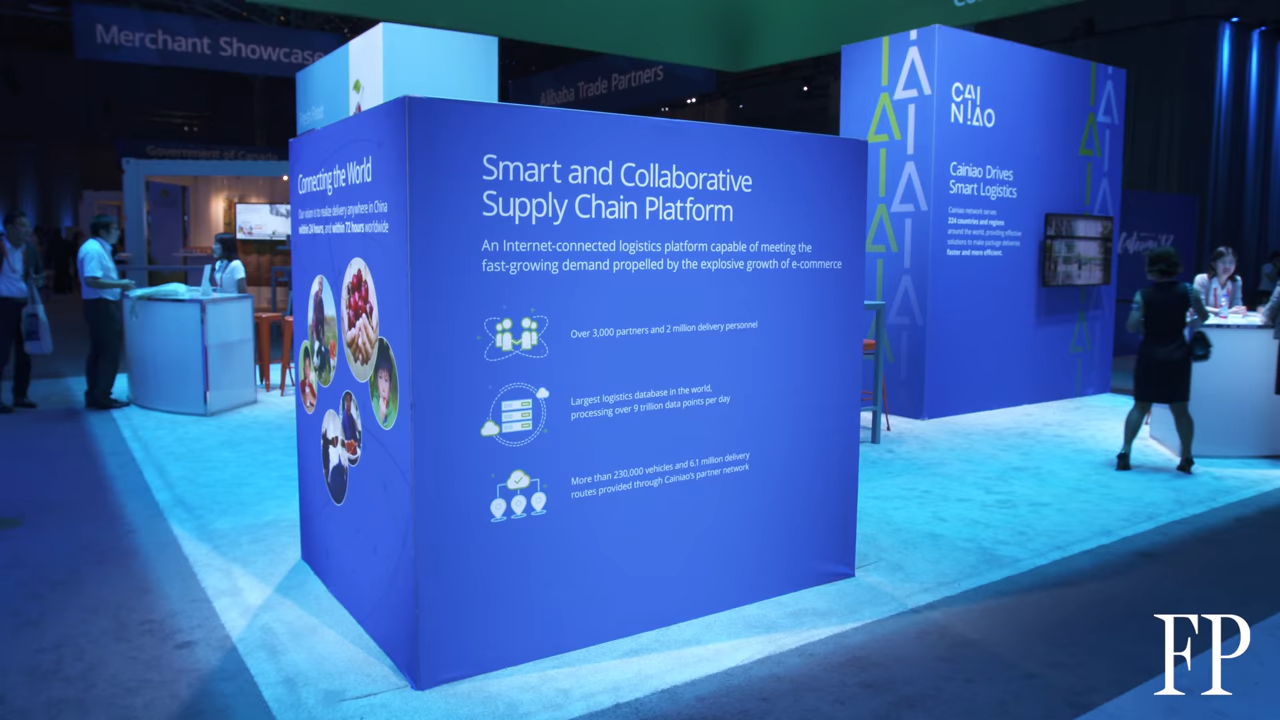 Merchant Showcase
Alibaba Trade Partners
Government of Canada
Connecting the World
Our vision is to realize delivery anywhere in China
within 24 hours, and within 72 hours worldwide
Smart and Collaborative
Supply Chain Platform
An Internet-connected logistics platform capable of meeting the
fast-growing demand propelled by the explosive growth of e-commerce
Over 3,000 partners and 2 million delivery personnel
Largest logistics database in the world,
processing over 9 trillion data points per day
More than 230,000 vehicles and 6.1 million delivery
routes provided through Cainiao's partner network
CAI
NIAO
Cainiao Drives
Smart Logistics
Cainiao network serves
224 countries and regions
around the world, providing effective
solutions to make package deliveries
faster and more efficient.
FP